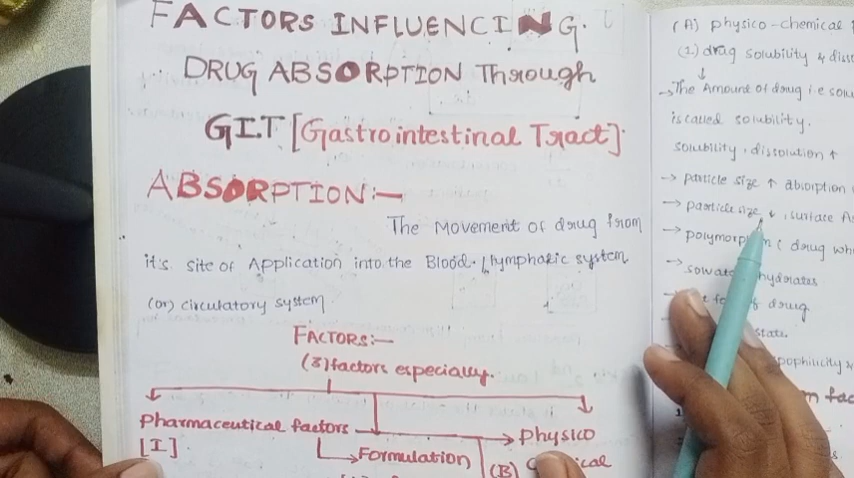 FACTORS INFLUENCING.
DRUG ABSORPTION Through
GIT [Gastrointestinal Tract].
ABSORPTION:-
The Movement of drug from
it's site of Application into the Blood. lymphatic system
(or) circulatory system.
FACTORS:-
(3) factors especially.
Pharmaceutical factors
[I]
Formulation
(B)
Physico
(A) physico-chemical
(1) drug solubility &
→ The Amount of drug i.e
is called solubility.
solubility, dissolution ↑
→ particle size ↑ absorption
→ particle size ↓, surface
→ drug
→ hydrates
drug
state